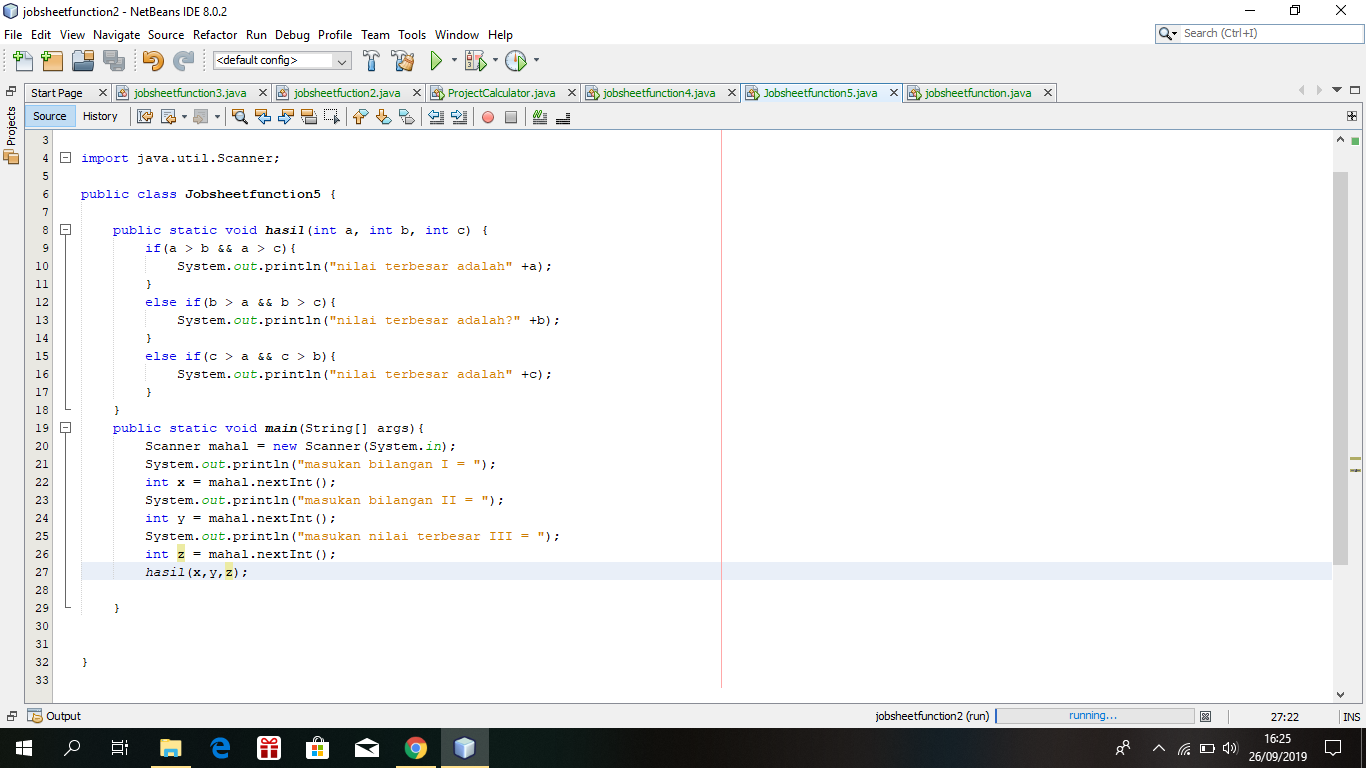 jobsheetfunction2 - NetBeans IDE 8.0.2
File Edit View Navigate Source Refactor Run Debug Profile Team Tools Window Help
Search (Ctrl+I)
<default config>
Start Page jobsheetfunction3.java jobsheetfunction2.java ProjectCalculator.java jobsheetfunction4.java Jobsheetfunction5.java jobsheetfunction.java
Projects
Source History
3
4 import java.util.Scanner;
5
6 public class Jobsheetfunction5 {
7
8 public static void hasil(int a, int b, int c) {
9 if(a > b && a > c){
10 System.out.println("nilai terbesar adalah" +a);
11 }
12 else if(b > a && b > c){
13 System.out.println("nilai terbesar adalah?" +b);
14 }
15 else if(c > a && c > b){
16 System.out.println("nilai terbesar adalah" +c);
17 }
18 }
19 public static void main(String[] args){
20 Scanner mahal = new Scanner(System.in);
21 System.out.println("masukan bilangan I = ");
22 int x = mahal.nextInt();
23 System.out.println("masukan bilangan II = ");
24 int y = mahal.nextInt();
25 System.out.println("masukan nilai terbesar III = ");
26 int z = mahal.nextInt();
27 hasil(x,y,z);
28
29 }
30
31
32 }
33
Output jobsheetfunction2 (run) running... 27:22 INS
16:25
26/09/2019